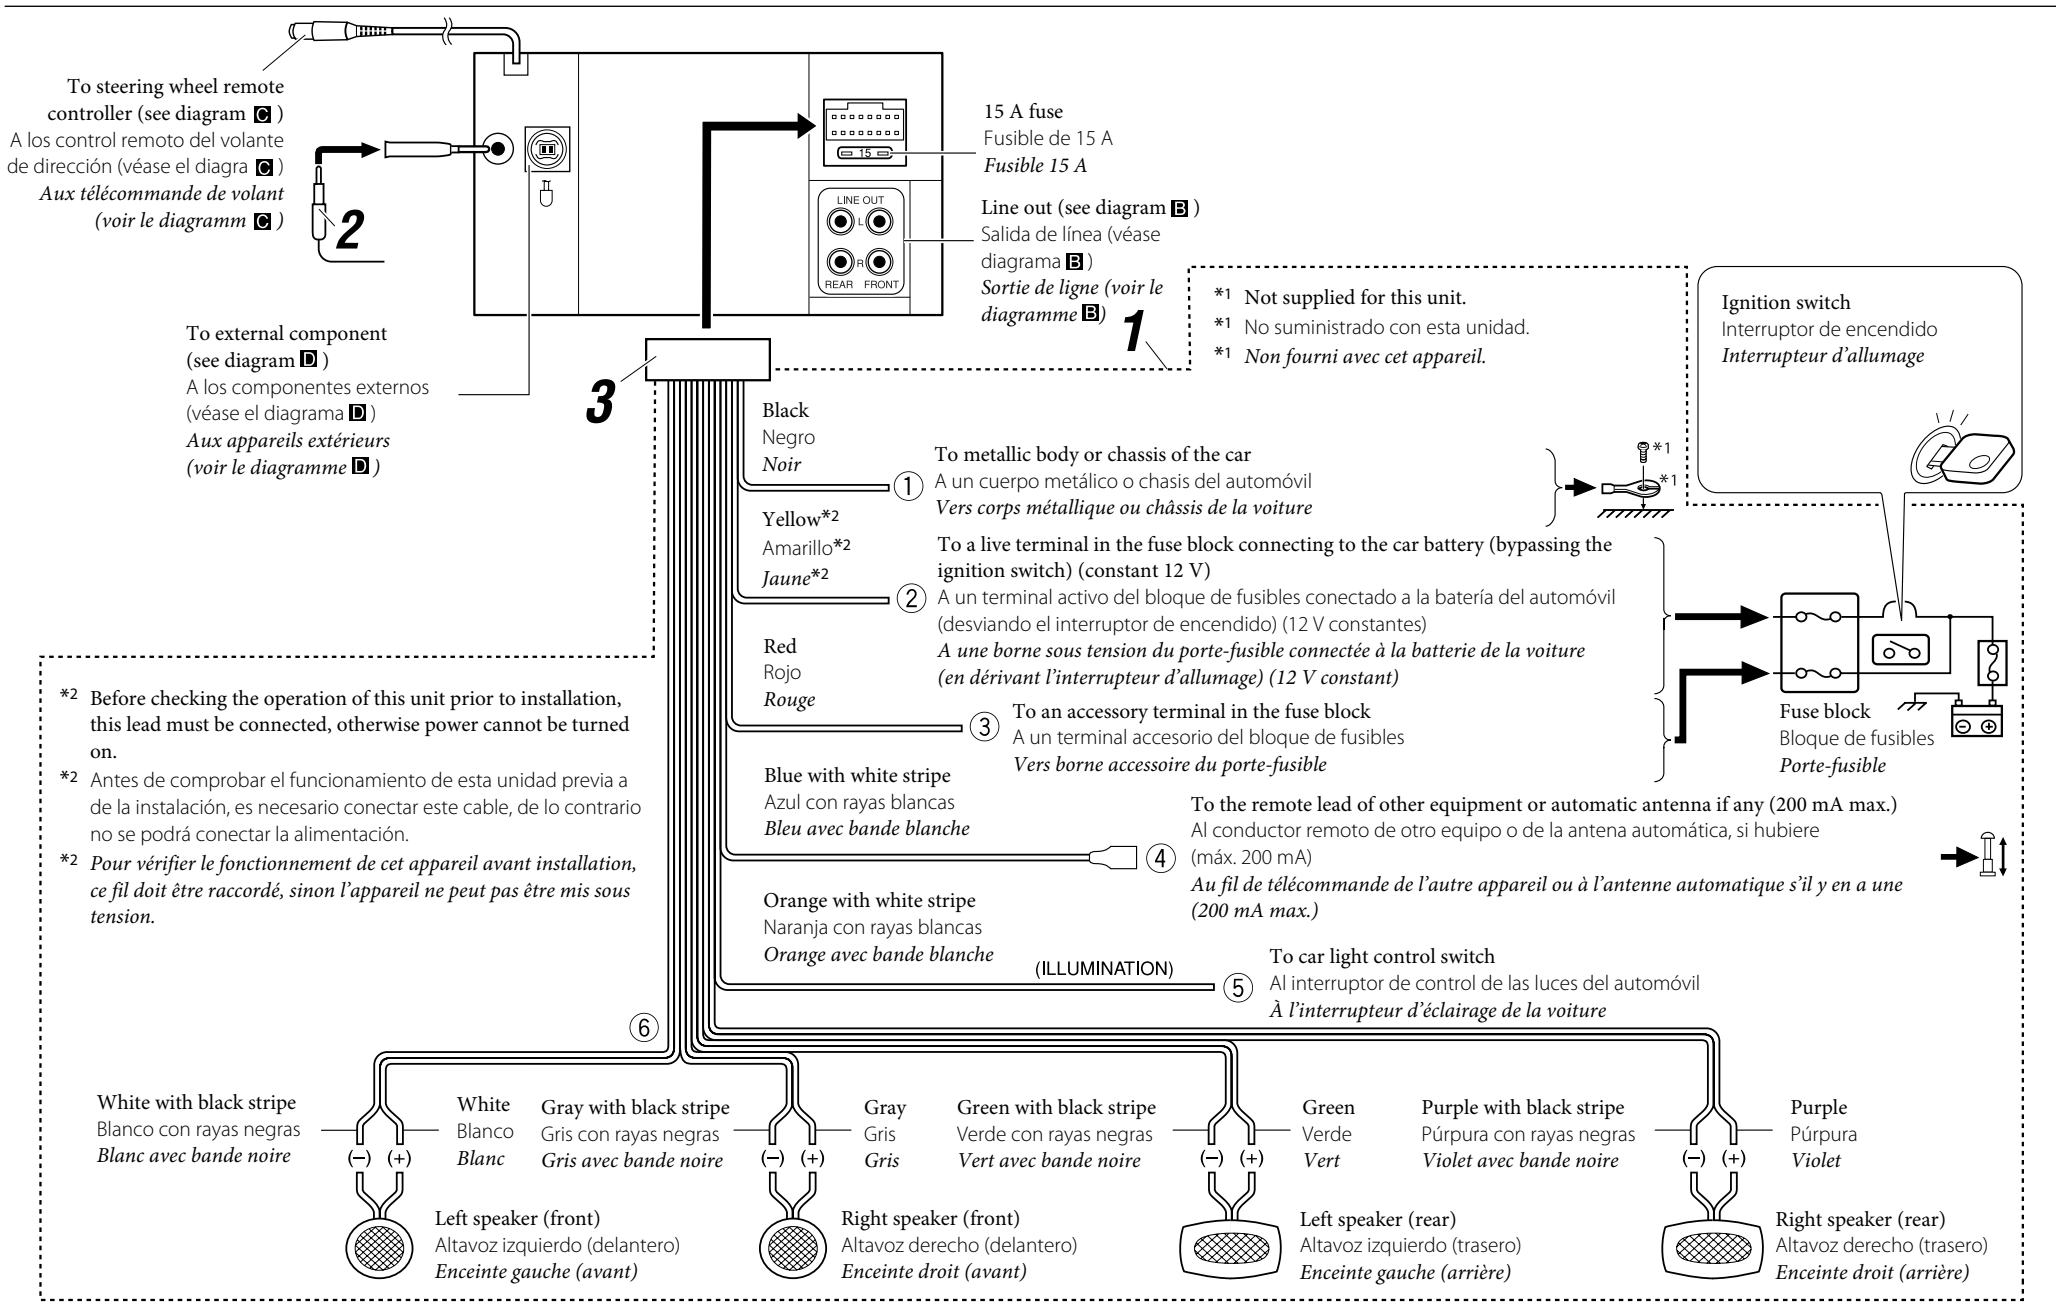 To steering wheel remote
controller (see diagram C )
A los control remoto del volante
de dirección (véase el diagra C )
Aux télécommande de volant
(voir le diagramm C )
2
15
LINE OUT
L
R
REAR FRONT
15 A fuse
Fusible de 15 A
Fusible 15 A
Line out (see diagram B )
Salida de línea (véase
diagrama B )
Sortie de ligne (voir le
diagramme B)
1
*1 Not supplied for this unit.
*1 No suministrado con esta unidad.
*1 Non fourni avec cet appareil.
Ignition switch
Interruptor de encendido
Interrupteur d'allumage
To external component
(see diagram D )
A los componentes externos
(véase el diagrama D )
Aux appareils extérieurs
(voir le diagramme D )
3
Black
Negro
Noir
1
To metallic body or chassis of the car
A un cuerpo metálico o chasis del automóvil
Vers corps métallique ou châssis de la voiture
*1
*1
Yellow*2
Amarillo*2
Jaune*2
2
To a live terminal in the fuse block connecting to the car battery (bypassing the
ignition switch) (constant 12 V)
A un terminal activo del bloque de fusibles conectado a la batería del automóvil
(desviando el interruptor de encendido) (12 V constantes)
A une borne sous tension du porte-fusible connectée à la batterie de la voiture
(en dérivant l'interrupteur d'allumage) (12 V constant)
Red
Rojo
Rouge
3
To an accessory terminal in the fuse block
A un terminal accesorio del bloque de fusibles
Vers borne accessoire du porte-fusible
Fuse block
Bloque de fusibles
Porte-fusible
*2 Before checking the operation of this unit prior to installation,
this lead must be connected, otherwise power cannot be turned
on.
*2 Antes de comprobar el funcionamiento de esta unidad previa a
de la instalación, es necesario conectar este cable, de lo contrario
no se podrá conectar la alimentación.
*2 Pour vérifier le fonctionnement de cet appareil avant installation,
ce fil doit être raccordé, sinon l'appareil ne peut pas être mis sous
tension.
Blue with white stripe
Azul con rayas blancas
Bleu avec bande blanche
4
To the remote lead of other equipment or automatic antenna if any (200 mA max.)
Al conductor remoto de otro equipo o de la antena automática, si hubiere
(máx. 200 mA)
Au fil de télécommande de l'autre appareil ou à l'antenne automatique s'il y en a une
(200 mA max.)
Orange with white stripe
Naranja con rayas blancas
Orange avec bande blanche
(ILLUMINATION)
5
To car light control switch
Al interruptor de control de las luces del automóvil
À l'interrupteur d'éclairage de la voiture
6
White with black stripe
Blanco con rayas negras
Blanc avec bande noire
(−) (+)
White
Blanco
Blanc
Gray with black stripe
Gris con rayas negras
Gris avec bande noire
(−) (+)
Gray
Gris
Gris
Green with black stripe
Verde con rayas negras
Vert avec bande noire
(−) (+)
Green
Verde
Vert
Purple with black stripe
Púrpura con rayas negras
Violet avec bande noire
(−) (+)
Purple
Púrpura
Violet
Left speaker (front)
Altavoz izquierdo (delantero)
Enceinte gauche (avant)
Right speaker (front)
Altavoz derecho (delantero)
Enceinte droit (avant)
Left speaker (rear)
Altavoz izquierdo (trasero)
Enceinte gauche (arrière)
Right speaker (rear)
Altavoz derecho (trasero)
Enceinte droit (arrière)